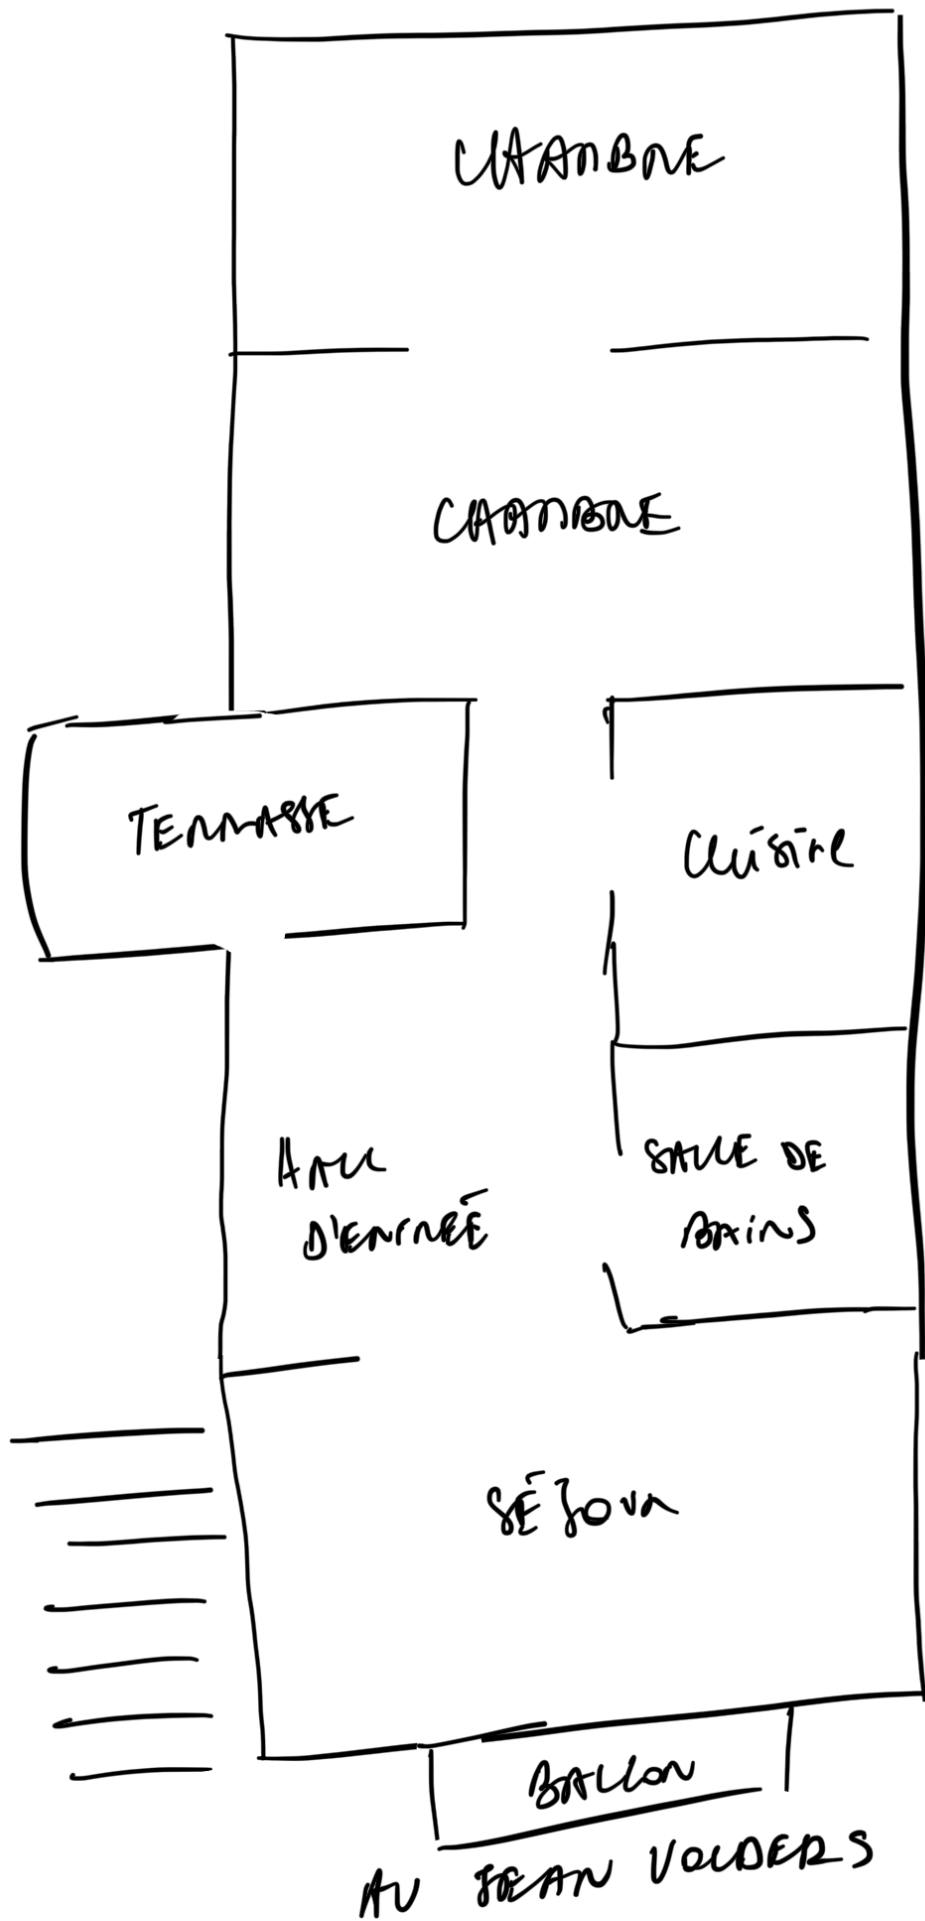 CHAMBRE
CHAMBRE
TERRASSE
CUISINE
HALL
D'ENTRÉE
SALLE DE
BAINS
SÉJOUR
BALCON
AV JEAN VOLDERS